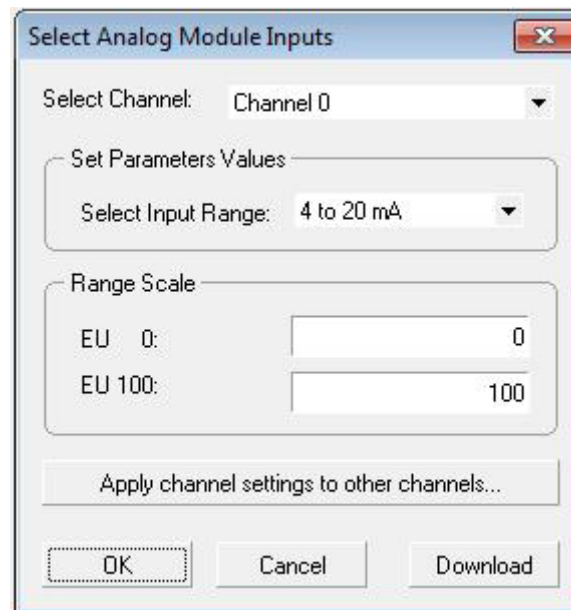 Select Analog Module Inputs
Select Channel: Channel 0
Set Parameters Values
Select Input Range: 4 to 20 mA
Range Scale
EU 0: 0
EU 100: 100
Apply channel settings to other channels...
OK Cancel Download